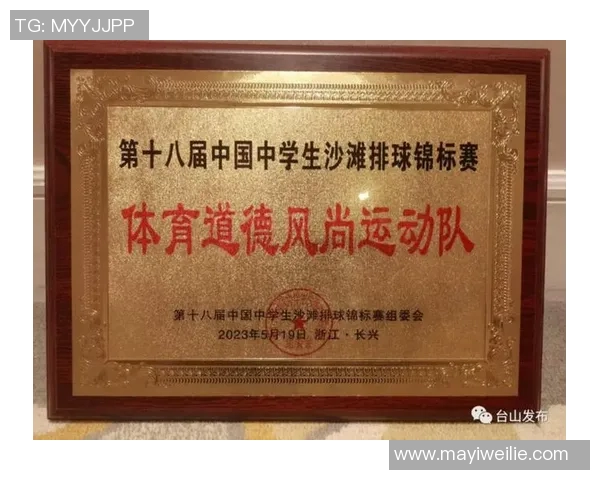 TG: MYYJJPP
第十八届中国中学生沙滩排球锦标赛
体育道德风尚运动队
第十八届中国中学生沙滩排球锦标赛组委会
2023年5月19日 浙江·长兴
台山发布
www.mayiweilie.com